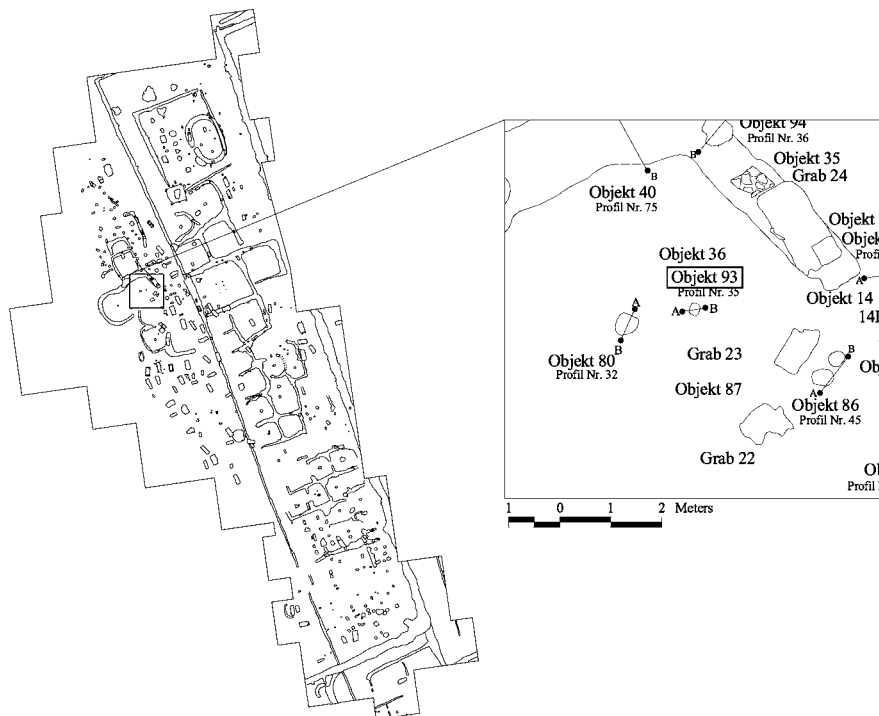 Objekt 94
Profil Nr. 36
B
Objekt 35
Grab 24
B
Objekt 40
Profil Nr. 75
Objekt
Objekt 36
Objekt 93
Profil Nr. 35
A
B
A
Objekt 14
A
B
Objekt 80
Profil Nr. 32
Grab 23
B
Objekt 87
A
Objekt 86
Profil Nr. 45
Grab 22
Profil
1 0 1 2 Meters